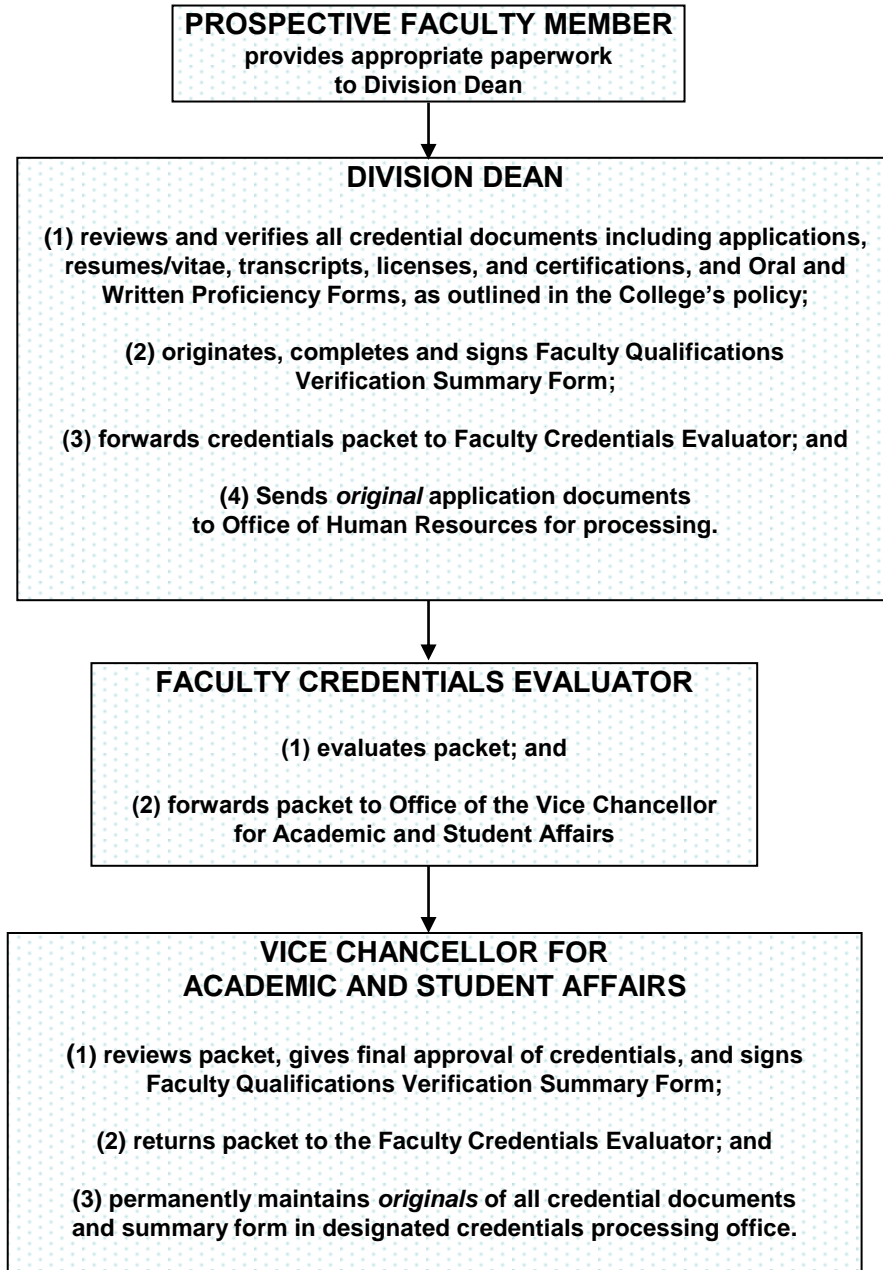 PROSPECTIVE FACULTY MEMBER
provides appropriate paperwork
to Division Dean
DIVISION DEAN
(1) reviews and verifies all credential documents including applications,
resumes/vitae, transcripts, licenses, and certifications, and Oral and
Written Proficiency Forms, as outlined in the College’s policy;
(2) originates, completes and signs Faculty Qualifications
Verification Summary Form;
(3) forwards credentials packet to Faculty Credentials Evaluator; and
(4) Sends original application documents
to Office of Human Resources for processing.
FACULTY CREDENTIALS EVALUATOR
(1) evaluates packet; and
(2) forwards packet to Office of the Vice Chancellor
for Academic and Student Affairs
VICE CHANCELLOR FOR
ACADEMIC AND STUDENT AFFAIRS
(1) reviews packet, gives final approval of credentials, and signs
Faculty Qualifications Verification Summary Form;
(2) returns packet to the Faculty Credentials Evaluator; and
(3) permanently maintains originals of all credential documents
and summary form in designated credentials processing office.